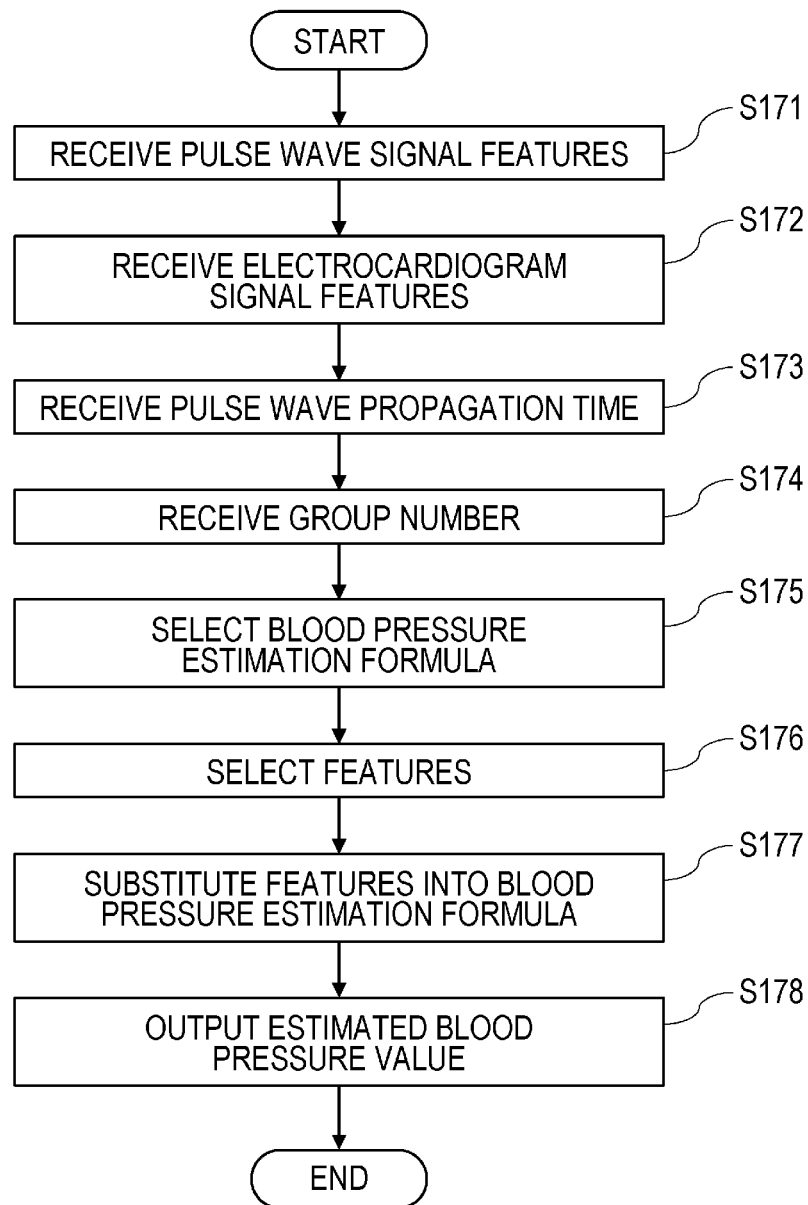 START
RECEIVE PULSE WAVE SIGNAL FEATURES
S171
RECEIVE ELECTROCARDIOGRAM
SIGNAL FEATURES
S172
RECEIVE PULSE WAVE PROPAGATION TIME
S173
RECEIVE GROUP NUMBER
S174
SELECT BLOOD PRESSURE
ESTIMATION FORMULA
S175
SELECT FEATURES
S176
SUBSTITUTE FEATURES INTO BLOOD
PRESSURE ESTIMATION FORMULA
S177
OUTPUT ESTIMATED BLOOD
PRESSURE VALUE
S178
END